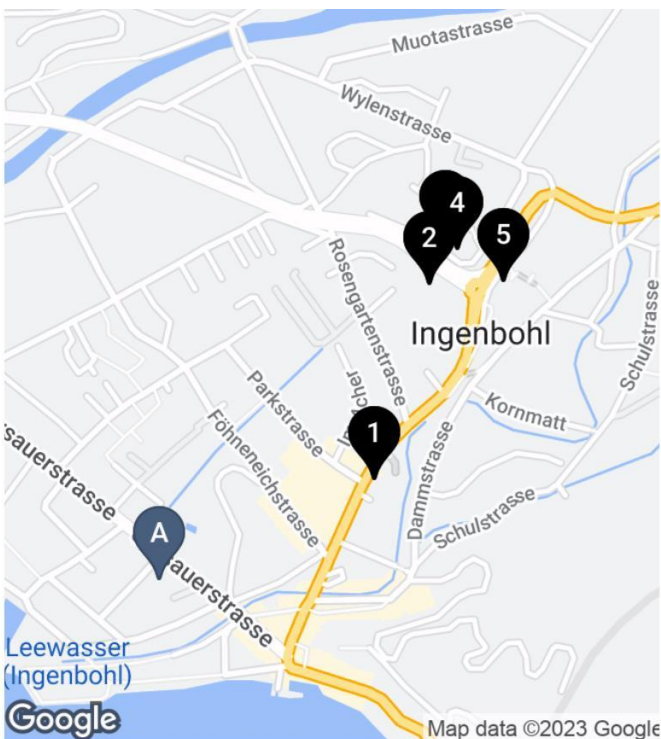 Muotastrasse
Wylenstrasse
4
2
5
Rosengartenstrasse
Ingenbohl
Schulstrasse
Parkstrasse
Kornmatt
1
Föhneneichstrasse
Dammstrasse
sauerstrasse
Schulstrasse
A
sauerstrasse
Leewasser
(Ingenbohl)
Google
Map data ©2023 Google